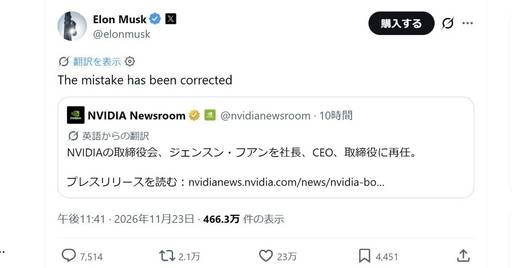 Elon Musk
@elonmusk
購入する
翻訳を表示
The mistake has been corrected
NVIDIA Newsroom @nvidianewsroom · 10時間
英語からの翻訳
NVIDIAの取締役会、ジェンスン・フアンを社長、CEO、取締役に再任。
プレスリリースを読む：nvidianews.nvidia.com/news/nvidia-bo...
午後11:41 · 2026年11月23日 · 466.3万 件の表示
...
7,514 2.1万 23万 4,451